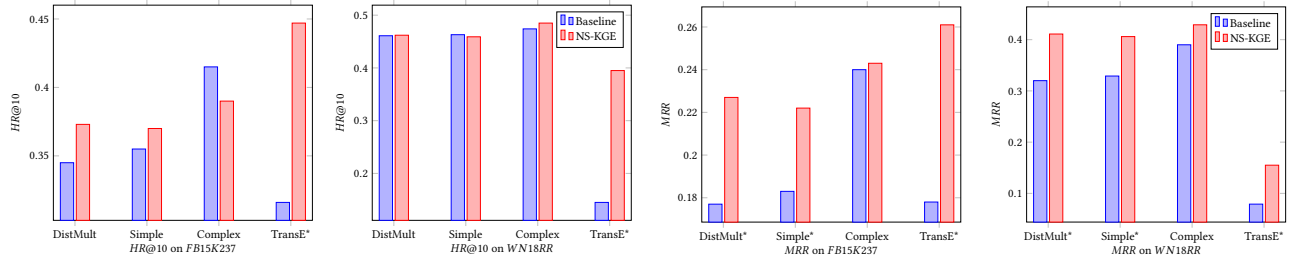 0.45
0.4
0.35
HR@10
DistMult Simple Complex TransE*
HR@10 on FB15K237
0.5
0.4
0.3
0.2
HR@10
Baseline
NS-KGE
DistMult Simple Complex TransE*
HR@10 on WN18RR
0.26
0.24
0.22
0.2
0.18
MRR
DistMult* Simple* Complex TransE*
MRR on FB15K237
0.4
0.3
0.2
0.1
MRR
Baseline
NS-KGE
DistMult* Simple* Complex TransE*
MRR on WN18RR